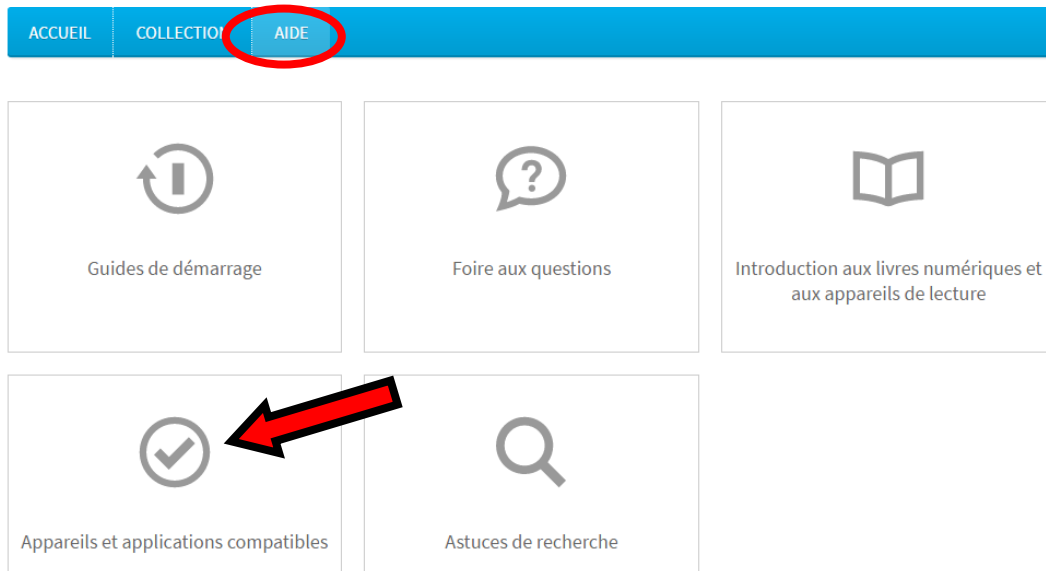 ACCUEIL COLLECTION AIDE
Guides de démarrage
Foire aux questions
Introduction aux livres numériques et
aux appareils de lecture
Appareils et applications compatibles
Astuces de recherche